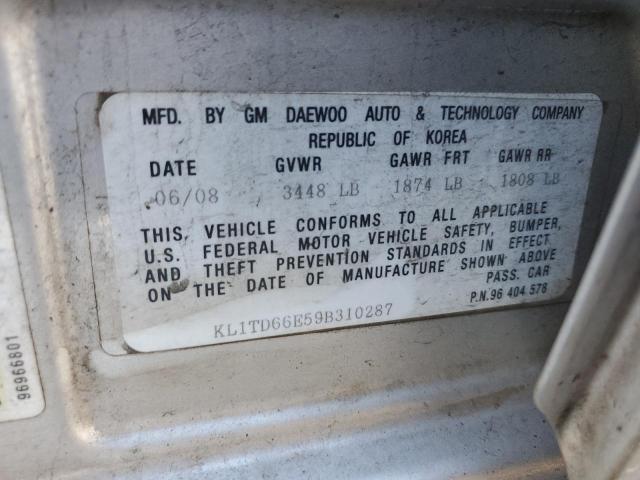 MFD. BY GM DAEWOO AUTO & TECHNOLOGY COMPANY
REPUBLIC OF KOREA
DATE GVWR GAWR FRT GAWR RR
06/08 3448 LB 1874 LB 1808 LB
THIS VEHICLE CONFORMS TO ALL APPLICABLE
U.S. FEDERAL MOTOR VEHICLE SAFETY, BUMPER,
AND THEFT PREVENTION STANDARDS IN EFFECT
ON THE DATE OF MANUFACTURE SHOWN ABOVE
PASS. CAR
P.N.96 404 578
KL1TD66E59B310287
96966801